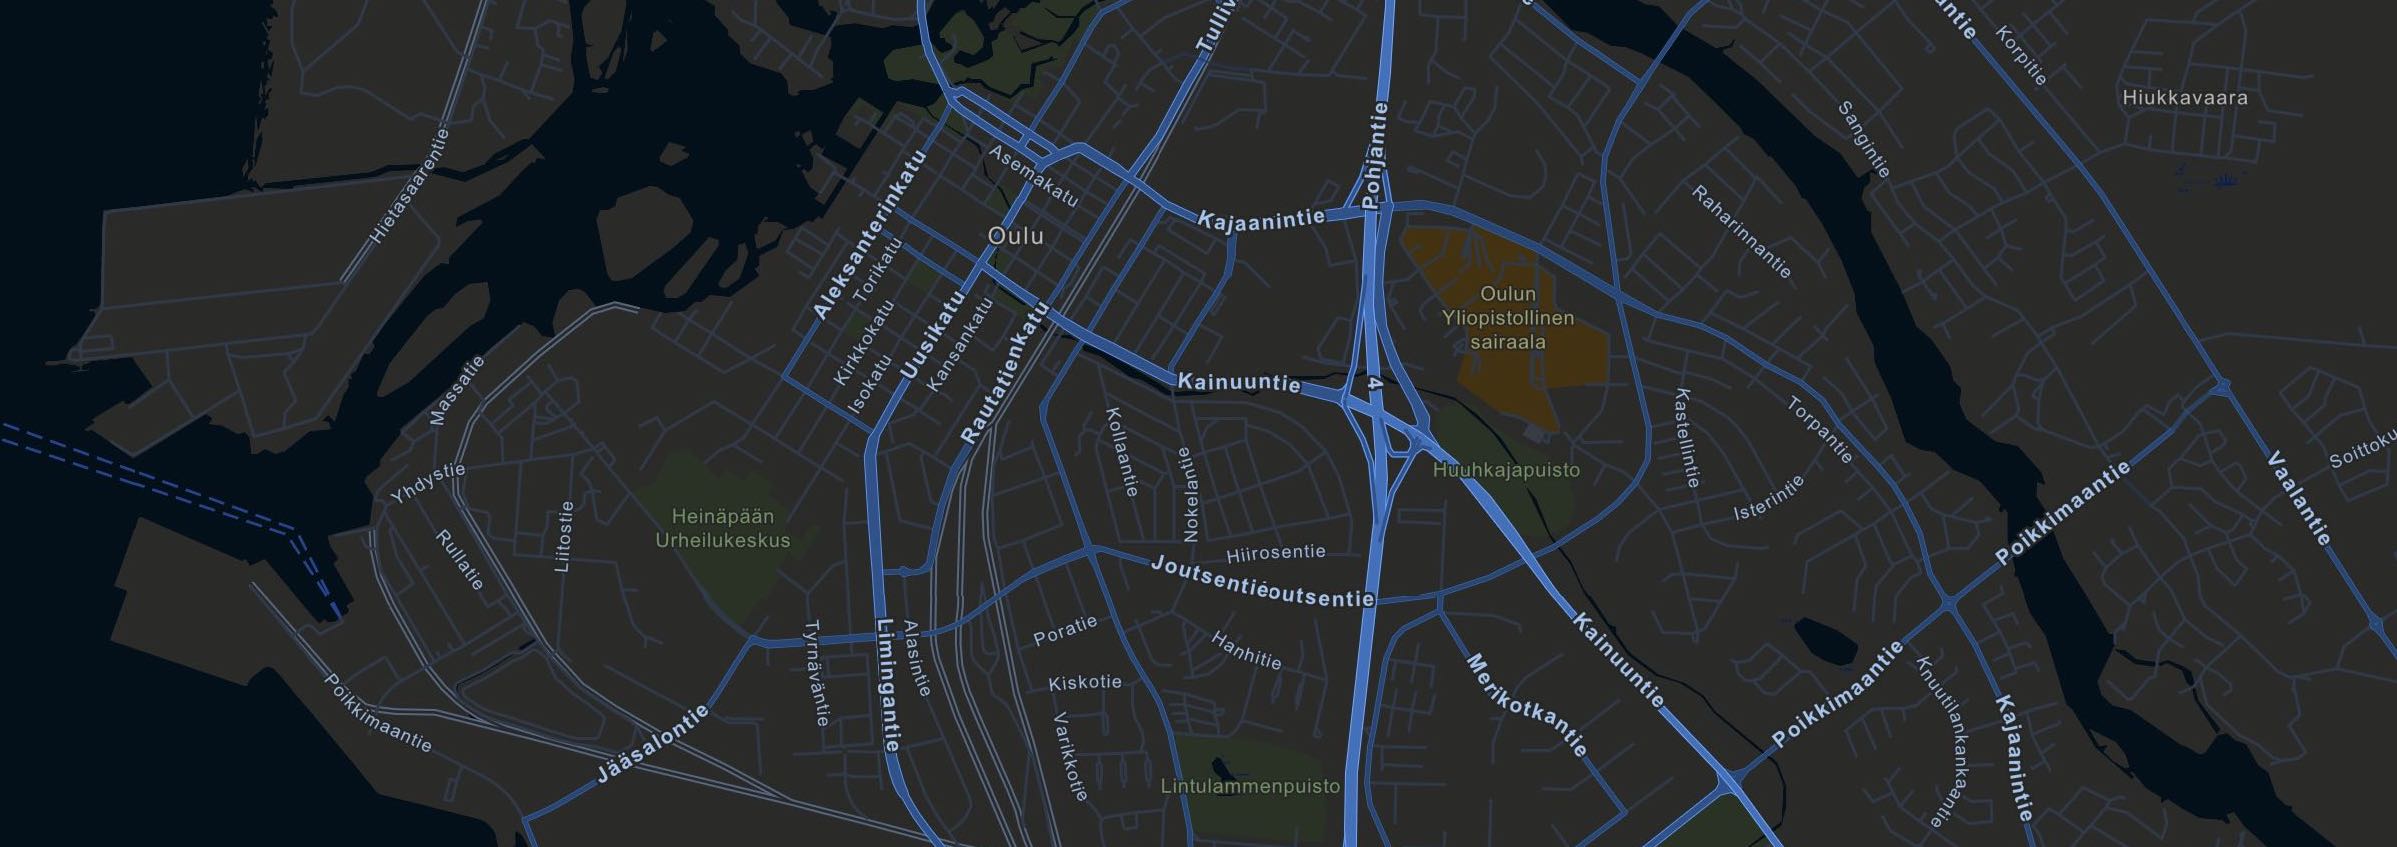 Tulliv
Korpitie
Hiukkavaara
Hietasaarentie
Asemakatu
Pohjantie
Sangintie
Aleksanterinkatu
Kajaanintie
Raharinnantie
Oulu
Torikatu
Oulun
Yliopistollinen
sairaala
Kirkkokatu
Uusikatu
Kansankatu
Isokatu
Rautatienkatu
Kainuuntie
4
Massatie
Kollaantie
Nokelantie
Kastellintie
Torpantie
Huuhkajapuisto
Yhdystie
Isterintie
Poikkimaantie
Vaalantie
Soittoku
Heinäpään
Urheilukeskus
Rullatie
Liitostie
Hiirosentie
Joutsentie
outsentie
Poratie
Hanhitie
Kainuuntie
Tyrnäväntie
Limingantie
Alasintie
Kiskotie
Merikotkantie
Poikkimaantie
Knuutilankankaantie
Kajaanintie
Poikkimaantie
Jääsalontie
Varikkotie
Lintulammenpuisto